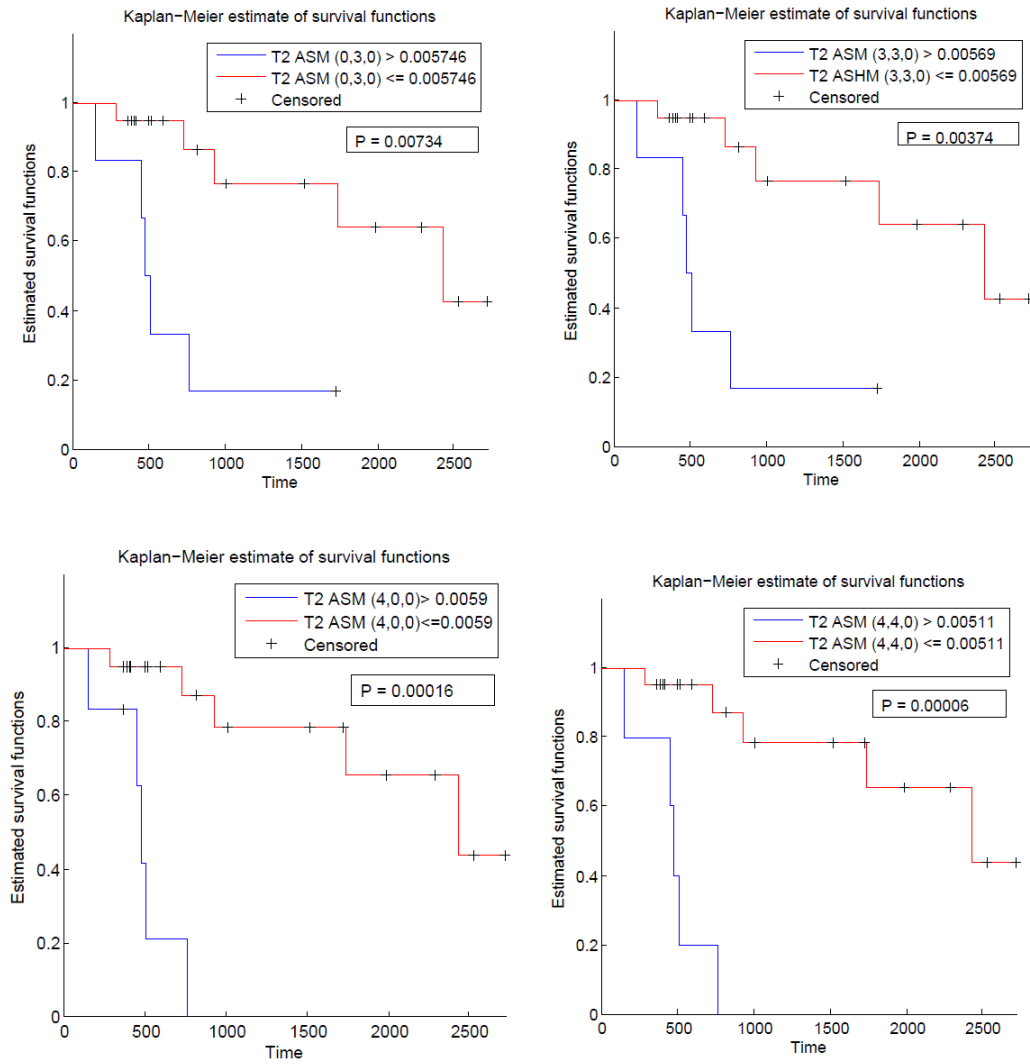 Kaplan−Meier estimate of survival functions
T2 ASM (0,3,0) > 0.005746
T2 ASM (0,3,0) <= 0.005746
Censored
P = 0.00734
Estimated survival functions
1
0.8
0.6
0.4
0.2
0
0 500 1000 1500 2000 2500
Time
Kaplan−Meier estimate of survival functions
T2 ASM (3,3,0) > 0.00569
T2 ASHM (3,3,0) <= 0.00569
Censored
P = 0.00374
Estimated survival functions
1
0.8
0.6
0.4
0.2
0
0 500 1000 1500 2000 2500
Time
Kaplan−Meier estimate of survival functions
T2 ASM (4,0,0)> 0.0059
T2 ASM (4,0,0)<=0.0059
Censored
P = 0.00016
Estimated survival functions
1
0.8
0.6
0.4
0.2
0
0 500 1000 1500 2000 2500
Time
Kaplan−Meier estimate of survival functions
T2 ASM (4,4,0) > 0.00511
T2 ASM (4,4,0) <= 0.00511
Censored
P = 0.00006
Estimated survival functions
1
0.8
0.6
0.4
0.2
0
0 500 1000 1500 2000 2500
Time